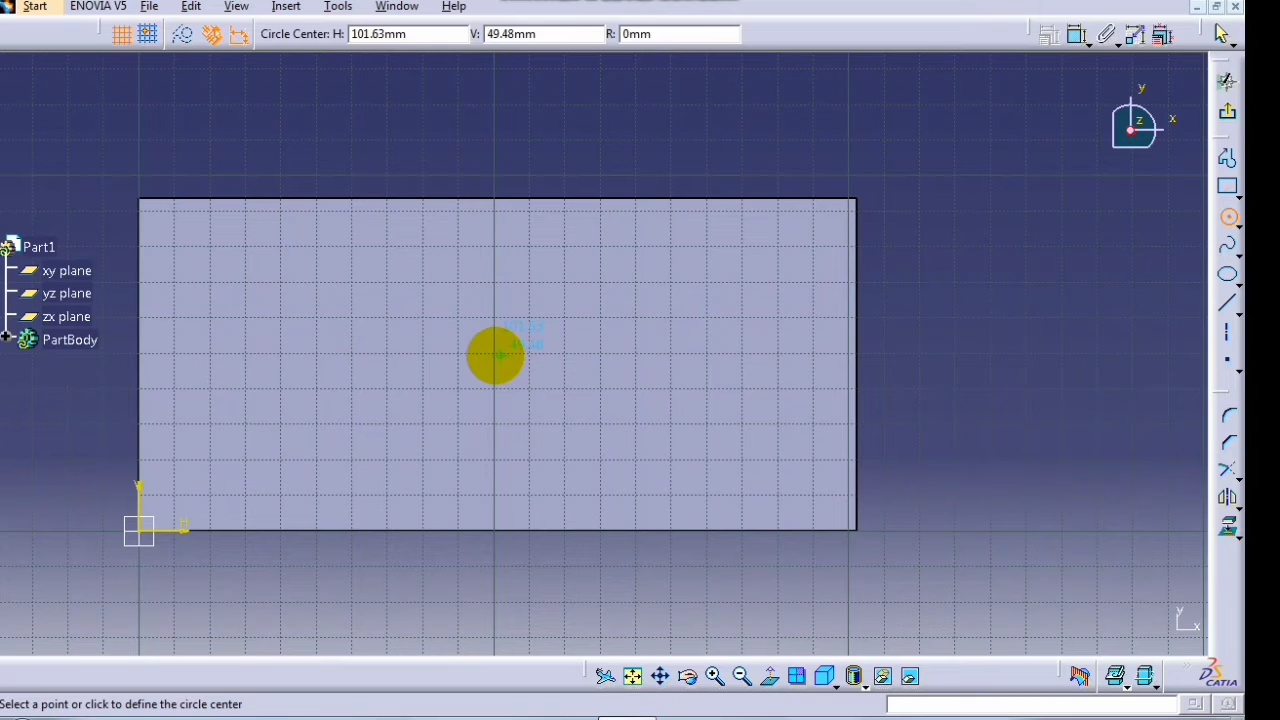 Start ENOVIA V5 File Edit View Insert Tools Window Help
Circle Center: H: 101.63mm V: 49.48mm R: 0mm
y
z x
Part1
xy plane
yz plane
zx plane
PartBody
V
H
y
x
CATIA
Select a point or click to define the circle center